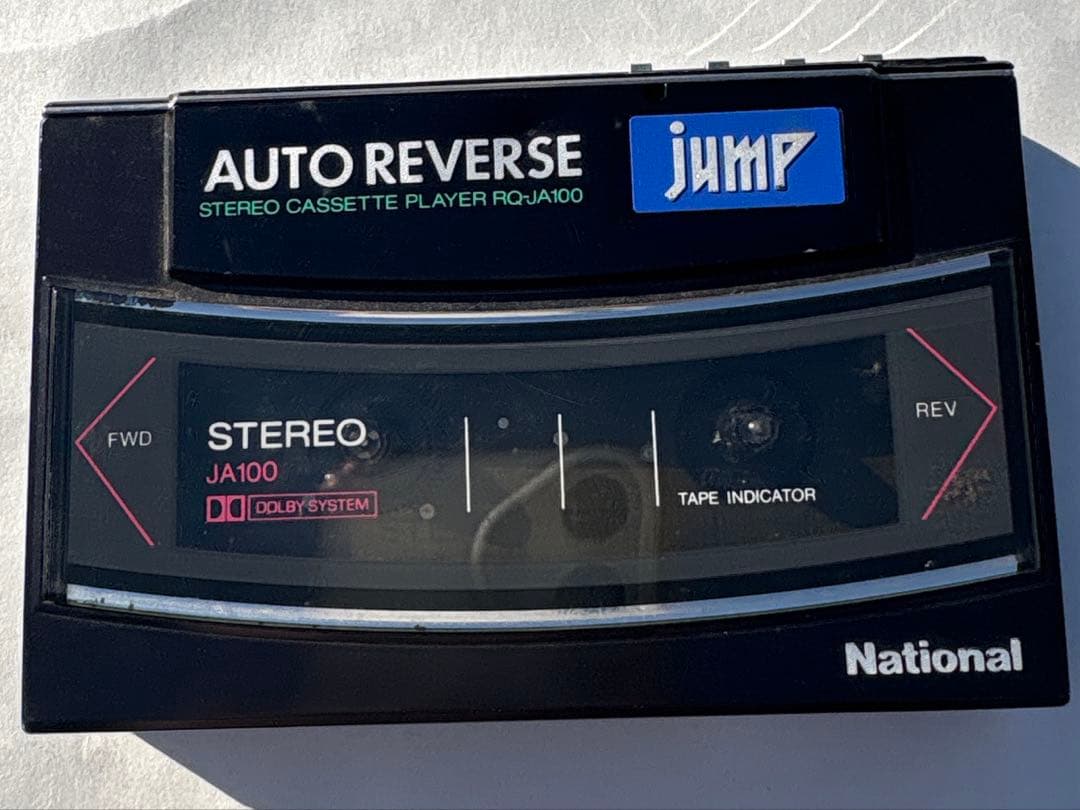 AUTO REVERSE
STEREO CASSETTE PLAYER RQ-JA100
jump
FWD
REV
STEREO
JA100
DOLBY SYSTEM
TAPE INDICATOR
National